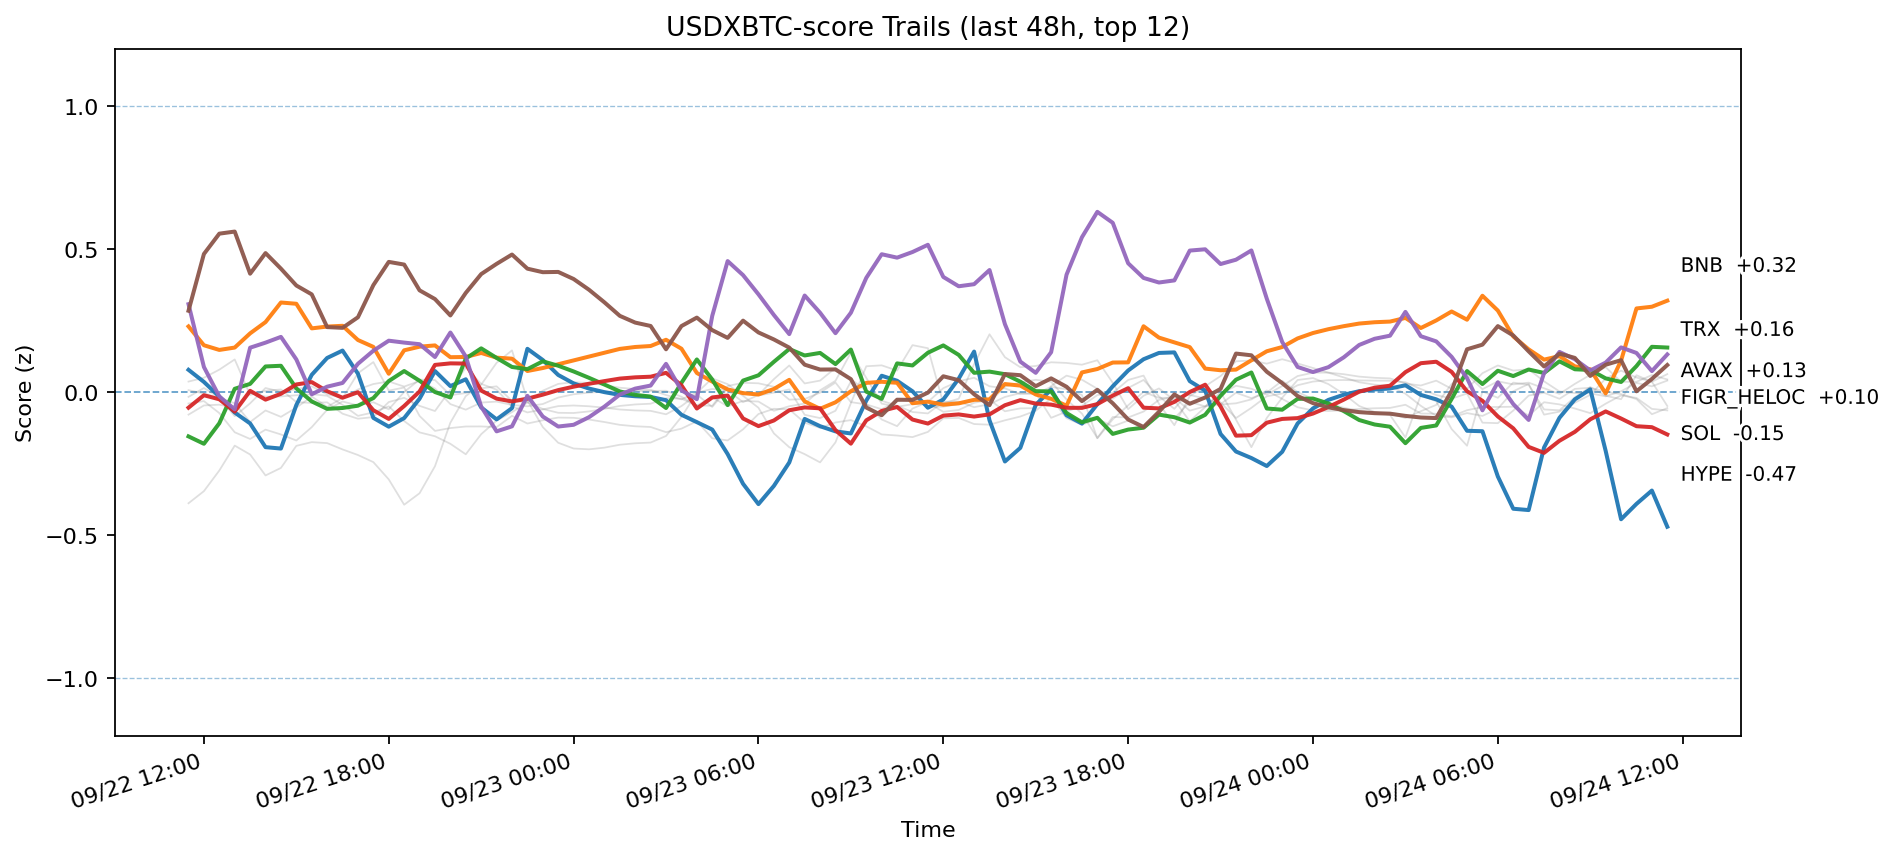 USDXBTC-score Trails (last 48h, top 12)
Score (z)
1.0
0.5
0.0
−0.5
−1.0
BNB +0.32
TRX +0.16
AVAX +0.13
FIGR_HELOC +0.10
SOL -0.15
HYPE -0.47
09/22 12:00
09/22 18:00
09/23 00:00
09/23 06:00
09/23 12:00
09/23 18:00
09/24 00:00
09/24 06:00
09/24 12:00
Time